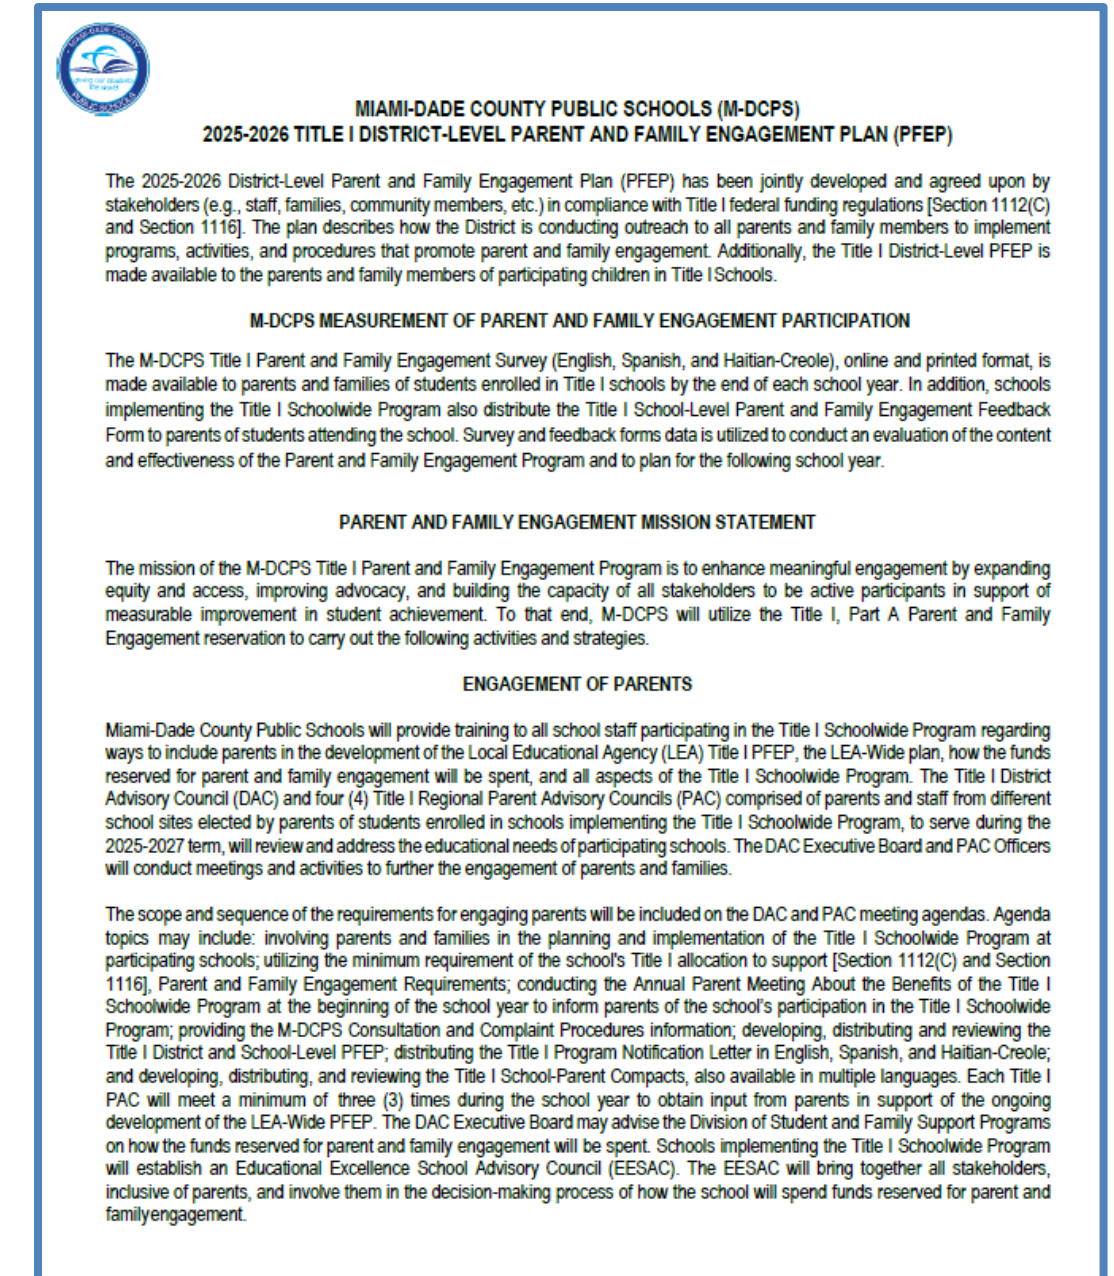 MIAMI-DADE COUNTY
giving our students
the world
PUBLIC SCHOOLS
MIAMI-DADE COUNTY PUBLIC SCHOOLS (M-DCPS)
2025-2026 TITLE I DISTRICT-LEVEL PARENT AND FAMILY ENGAGEMENT PLAN (PFEP)
The 2025-2026 District-Level Parent and Family Engagement Plan (PFEP) has been jointly developed and agreed upon by
stakeholders (e.g., staff, families, community members, etc.) in compliance with Title I federal funding regulations [Section 1112(C)
and Section 1116]. The plan describes how the District is conducting outreach to all parents and family members to implement
programs, activities, and procedures that promote parent and family engagement. Additionally, the Title I District-Level PFEP is
made available to the parents and family members of participating children in Title I Schools.
M-DCPS MEASUREMENT OF PARENT AND FAMILY ENGAGEMENT PARTICIPATION
The M-DCPS Title I Parent and Family Engagement Survey (English, Spanish, and Haitian-Creole), online and printed format, is
made available to parents and families of students enrolled in Title I schools by the end of each school year. In addition, schools
implementing the Title I Schoolwide Program also distribute the Title I School-Level Parent and Family Engagement Feedback
Form to parents of students attending the school. Survey and feedback forms data is utilized to conduct an evaluation of the content
and effectiveness of the Parent and Family Engagement Program and to plan for the following school year.
PARENT AND FAMILY ENGAGEMENT MISSION STATEMENT
The mission of the M-DCPS Title I Parent and Family Engagement Program is to enhance meaningful engagement by expanding
equity and access, improving advocacy, and building the capacity of all stakeholders to be active participants in support of
measurable improvement in student achievement. To that end, M-DCPS will utilize the Title I, Part A Parent and Family
Engagement reservation to carry out the following activities and strategies.
ENGAGEMENT OF PARENTS
Miami-Dade County Public Schools will provide training to all school staff participating in the Title I Schoolwide Program regarding
ways to include parents in the development of the Local Educational Agency (LEA) Title I PFEP, the LEA-Wide plan, how the funds
reserved for parent and family engagement will be spent, and all aspects of the Title I Schoolwide Program. The Title I District
Advisory Council (DAC) and four (4) Title I Regional Parent Advisory Councils (PAC) comprised of parents and staff from different
school sites elected by parents of students enrolled in schools implementing the Title I Schoolwide Program, to serve during the
2025-2027 term, will review and address the educational needs of participating schools. The DAC Executive Board and PAC Officers
will conduct meetings and activities to further the engagement of parents and families.
The scope and sequence of the requirements for engaging parents will be included on the DAC and PAC meeting agendas. Agenda
topics may include: involving parents and families in the planning and implementation of the Title I Schoolwide Program at
participating schools; utilizing the minimum requirement of the school's Title I allocation to support [Section 1112(C) and Section
1116], Parent and Family Engagement Requirements; conducting the Annual Parent Meeting About the Benefits of the Title I
Schoolwide Program at the beginning of the school year to inform parents of the school's participation in the Title I Schoolwide
Program; providing the M-DCPS Consultation and Complaint Procedures information; developing, distributing and reviewing the
Title I District and School-Level PFEP; distributing the Title I Program Notification Letter in English, Spanish, and Haitian-Creole;
and developing, distributing, and reviewing the Title I School-Parent Compacts, also available in multiple languages. Each Title I
PAC will meet a minimum of three (3) times during the school year to obtain input from parents in support of the ongoing
development of the LEA-Wide PFEP. The DAC Executive Board may advise the Division of Student and Family Support Programs
on how the funds reserved for parent and family engagement will be spent. Schools implementing the Title I Schoolwide Program
will establish an Educational Excellence School Advisory Council (EESAC). The EESAC will bring together all stakeholders,
inclusive of parents, and involve them in the decision-making process of how the school will spend funds reserved for parent and
familyengagement.